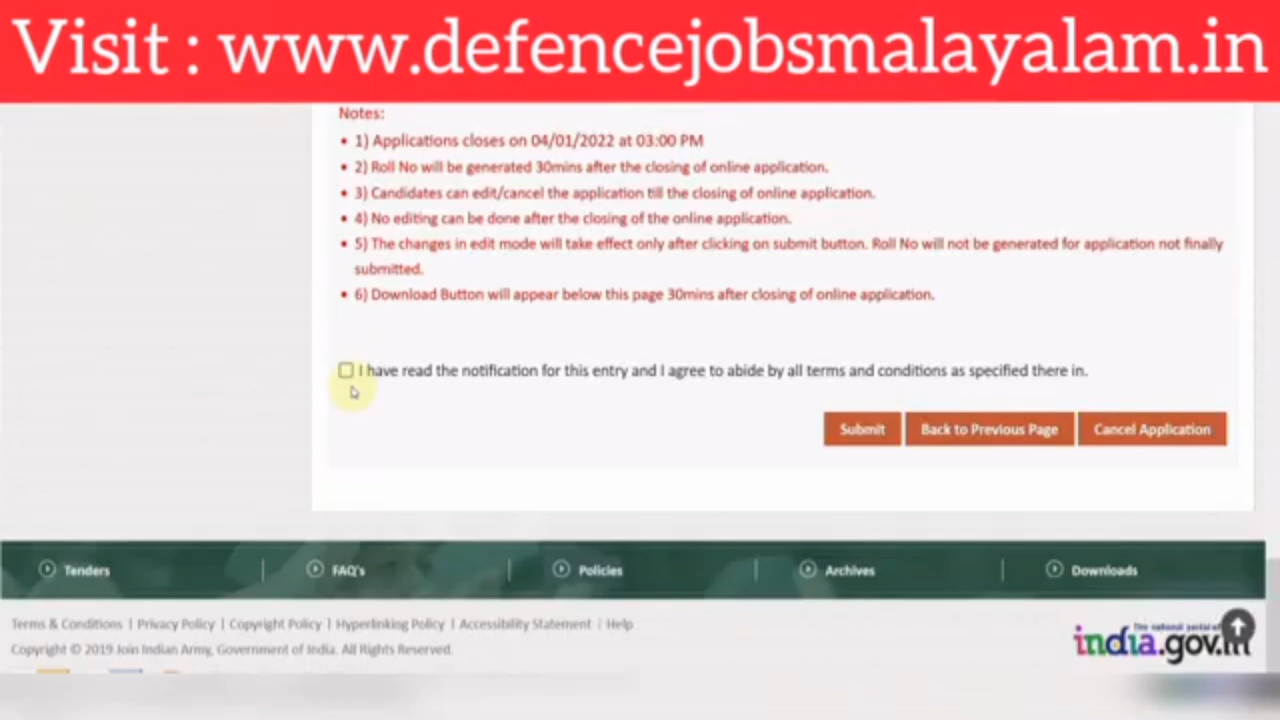 Visit : www.defencejobsmalayalam.in
Notes:
• 1) Applications closes on 04/01/2022 at 03:00 PM
• 2) Roll No will be generated 30mins after the closing of online application.
• 3) Candidates can edit/cancel the application till the closing of online application.
• 4) No editing can be done after the closing of the online application.
• 5) The changes in edit mode will take effect only after clicking on submit button. Roll No will not be generated for application not finally
submitted.
• 6) Download Button will appear below this page 30mins after closing of online application.
I have read the notification for this entry and I agree to abide by all terms and conditions as specified there in.
Submit Back to Previous Page Cancel Application
Tenders | FAQ's | Policies | Archives | Downloads
Terms & Conditions | Privacy Policy | Copyright Policy | Hyperlinking Policy | Accessibility Statement | Help
The national portal of
india.gov.in
Copyright © 2019 Join Indian Army, Government of India. All Rights Reserved.